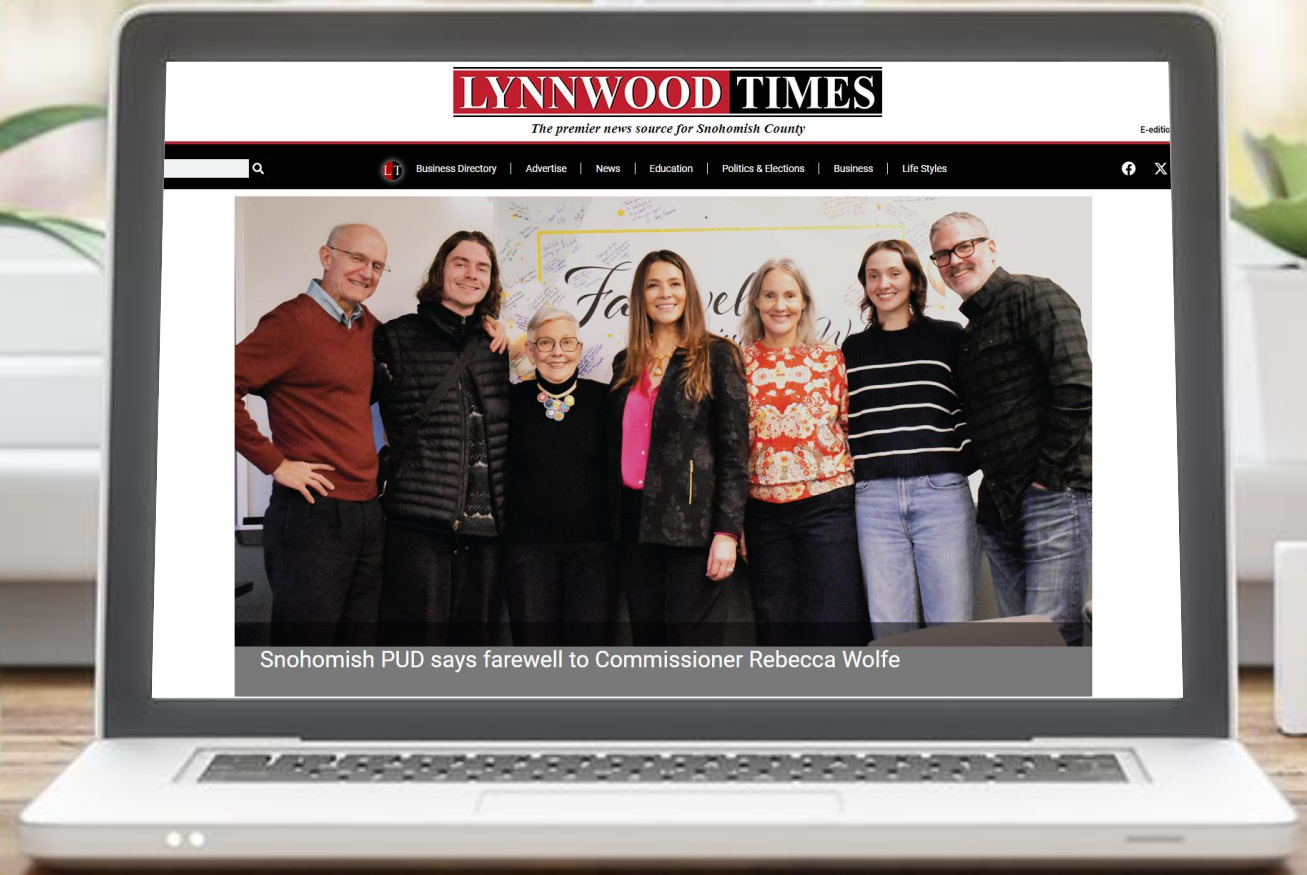 LYNNWOOD TIMES
The premier news source for Snohomish County
E-editio
LT
Business Directory | Advertise | News | Education | Politics & Elections | Business | Life Styles
Snohomish PUD says farewell to Commissioner Rebecca Wolfe